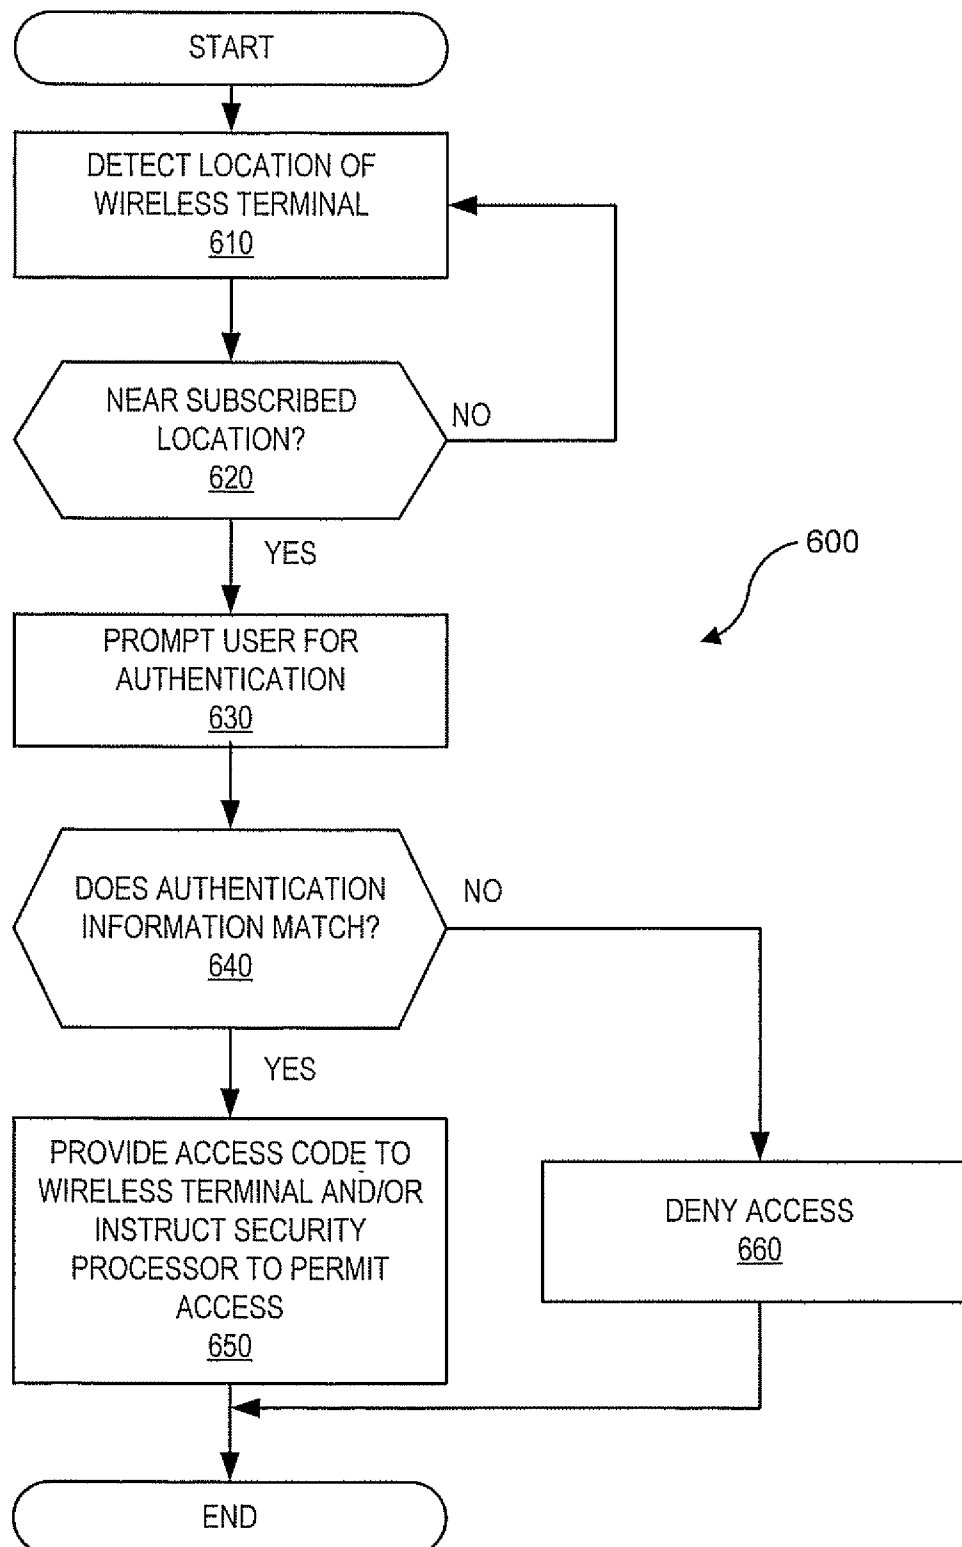 START
DETECT LOCATION OF
WIRELESS TERMINAL
610
NEAR SUBSCRIBED
LOCATION?
620
NO
YES
600
PROMPT USER FOR
AUTHENTICATION
630
DOES AUTHENTICATION
INFORMATION MATCH?
640
NO
YES
PROVIDE ACCESS CODE TO
WIRELESS TERMINAL AND/OR
INSTRUCT SECURITY
PROCESSOR TO PERMIT
ACCESS
650
DENY ACCESS
660
END